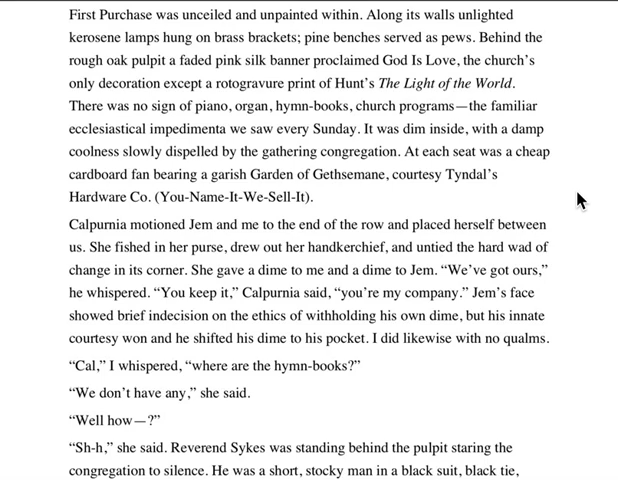 First Purchase was unceiled and unpainted within. Along its walls unlighted
kerosene lamps hung on brass brackets; pine benches served as pews. Behind the
rough oak pulpit a faded pink silk banner proclaimed God Is Love, the church’s
only decoration except a rotogravure print of Hunt’s The Light of the World.
There was no sign of piano, organ, hymn-books, church programs—the familiar
ecclesiastical impedimenta we saw every Sunday. It was dim inside, with a damp
coolness slowly dispelled by the gathering congregation. At each seat was a cheap
cardboard fan bearing a garish Garden of Gethsemane, courtesy Tyndal’s
Hardware Co. (You-Name-It-We-Sell-It).
Calpurnia motioned Jem and me to the end of the row and placed herself between
us. She fished in her purse, drew out her handkerchief, and untied the hard wad of
change in its corner. She gave a dime to me and a dime to Jem. “We’ve got ours,”
he whispered. “You keep it,” Calpurnia said, “you’re my company.” Jem’s face
showed brief indecision on the ethics of withholding his own dime, but his innate
courtesy won and he shifted his dime to his pocket. I did likewise with no qualms.
“Cal,” I whispered, “where are the hymn-books?”
“We don’t have any,” she said.
“Well how—?”
“Sh-h,” she said. Reverend Sykes was standing behind the pulpit staring the
congregation to silence. He was a short, stocky man in a black suit, black tie,